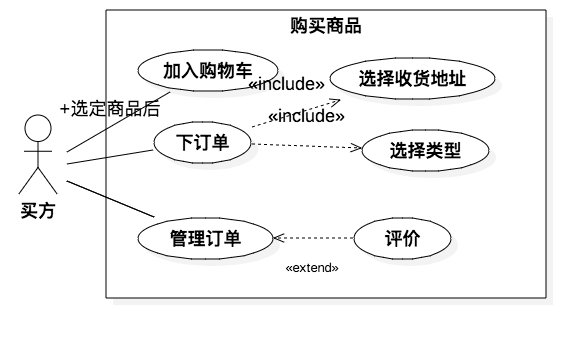 购买商品
加入购物车
«include»
选择收货地址
+选定商品后
«include»
下订单
选择类型
买方
管理订单
评价
«extend»